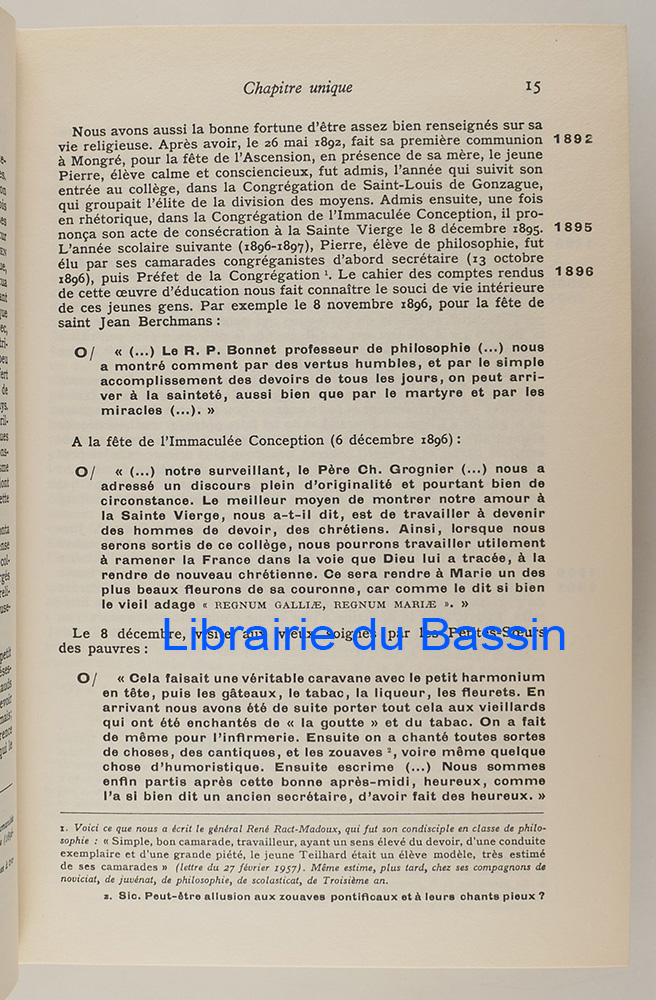 Chapitre unique 15
Nous avons aussi la bonne fortune d'être assez bien renseignés sur sa
vie religieuse. Après avoir, le 26 mai 1892, fait sa première communion 1892
à Mongré, pour la fête de l'Ascension, en présence de sa mère, le jeune
Pierre, élève calme et consciencieux, fut admis, l'année qui suivit son
entrée au collège, dans la Congrégation de Saint-Louis de Gonzague,
qui groupait l'élite de la division des moyens. Admis ensuite, une fois
en rhétorique, dans la Congrégation de l'Immaculée Conception, il pro-
nonça son acte de consécration à la Sainte Vierge le 8 décembre 1895. 1895
L'année scolaire suivante (1896-1897), Pierre, élève de philosophie, fut
élu par ses camarades congréganistes d'abord secrétaire (13 octobre
1896), puis Préfet de la Congrégation ¹. Le cahier des comptes rendus 1896
de cette œuvre d'éducation nous fait connaître le souci de vie intérieure
de ces jeunes gens. Par exemple le 8 novembre 1896, pour la fête de
saint Jean Berchmans :
O/ « (...) Le R. P. Bonnet professeur de philosophie (...) nous
a montré comment par des vertus humbles, et par le simple
accomplissement des devoirs de tous les jours, on peut arri-
ver à la sainteté, aussi bien que par le martyre et par les
miracles (...). »
A la fête de l'Immaculée Conception (6 décembre 1896) :
O/ « (...) notre surveillant, le Père Ch. Grognier (...) nous a
adressé un discours plein d'originalité et pourtant bien de
circonstance. Le meilleur moyen de montrer notre amour à
la Sainte Vierge, nous a-t-il dit, est de travailler à devenir
des hommes de devoir, des chrétiens. Ainsi, lorsque nous
serons sortis de ce collège, nous pourrons travailler utilement
à ramener la France dans la voie que Dieu lui a tracée, à la
rendre de nouveau chrétienne. Ce sera rendre à Marie un des
plus beaux fleurons de sa couronne, car comme le dit si bien
le vieil adage « REGNUM GALLIÆ, REGNUM MARIÆ ». »
Le 8 décembre, visite aux vieux soignés par les Petites-Sœurs
des pauvres :
Librairie du Bassin
O/ « Cela faisait une véritable caravane avec le petit harmonium
en tête, puis les gâteaux, le tabac, la liqueur, les fleurets. En
arrivant nous avons été de suite porter tout cela aux vieillards
qui ont été enchantés de « la goutte » et du tabac. On a fait
de même pour l'infirmerie. Ensuite on a chanté toutes sortes
de choses, des cantiques, et les zouaves ², voire même quelque
chose d'humoristique. Ensuite escrime (...) Nous sommes
enfin partis après cette bonne après-midi, heureux, comme
l'a si bien dit un ancien secrétaire, d'avoir fait des heureux. »
1. Voici ce que nous a écrit le général René Ract-Madoux, qui fut son condisciple en classe de philo-
sophie : « Simple, bon camarade, travailleur, ayant un sens élevé du devoir, d'une conduite
exemplaire et d'une grande piété, le jeune Teilhard était un élève modèle, très estimé
de ses camarades » (lettre du 27 février 1957). Même estime, plus tard, chez ses compagnons de
noviciat, de juvénat, de philosophie, de scolasticat, de Troisième an.
2. Sic. Peut-être allusion aux zouaves pontificaux et à leurs chants pieux ?